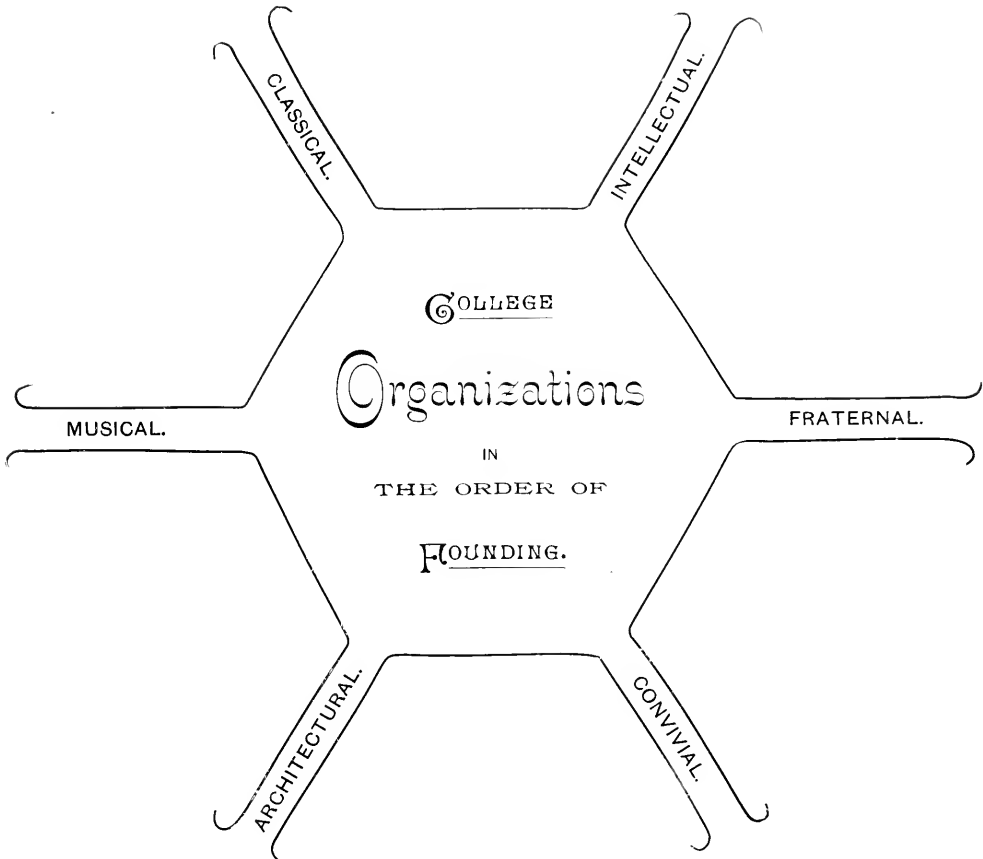 CLASSICAL.
INTELLECTUAL.
COLLEGE
Organizations
IN
THE ORDER OF
FOUNDING.
MUSICAL.
FRATERNAL.
ARCHITECTURAL.
CONVIVIAL.